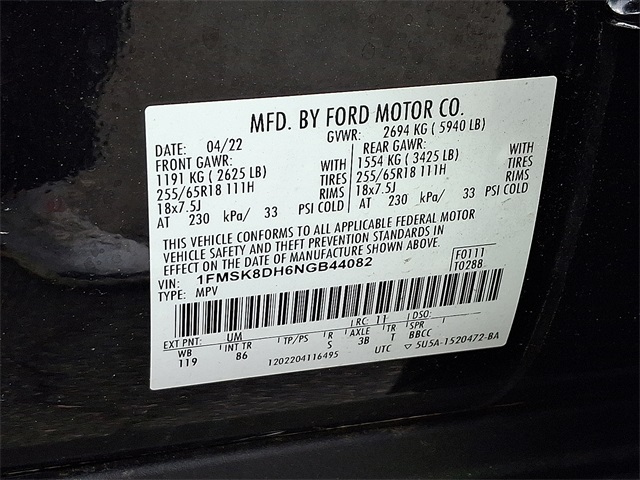 MFD. BY FORD MOTOR CO.
DATE: 04/22 GVWR: 2694 KG ( 5940 LB)
FRONT GAWR: REAR GAWR:
1191 KG ( 2625 LB) WITH 1554 KG ( 3425 LB) WITH
255/65R18 111H TIRES 255/65R18 111H TIRES
18x7.5J RIMS 18x7.5J RIMS
AT 230 kPa/ 33 PSI COLD AT 230 kPa/ 33 PSI COLD
THIS VEHICLE CONFORMS TO ALL APPLICABLE FEDERAL MOTOR
VEHICLE SAFETY AND THEFT PREVENTION STANDARDS IN
EFFECT ON THE DATE OF MANUFACTURE SHOWN ABOVE.
VIN: 1FMSK8DH6NGB44082 F0111
TYPE: MPV T0288
EXT PNT: UM RC: 11 DSO:
WB INT TR TP/PS R AXLE TR SPR
119 86 S 3B T BBCC
1202204116495 UTC ▽ 5U5A-1520472-BA